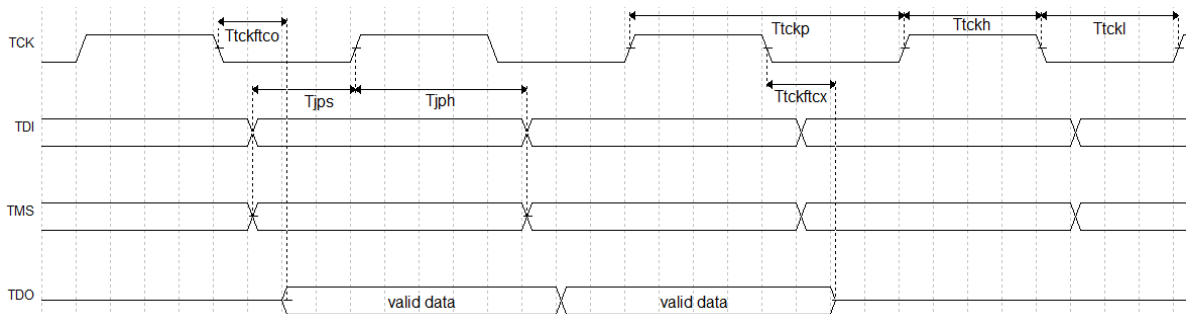 TCK
Ttckftco
Ttckp
Ttckh
Ttckl
Tjps
Tjph
Ttckftcx
TDI
TMS
TDO
valid data
valid data